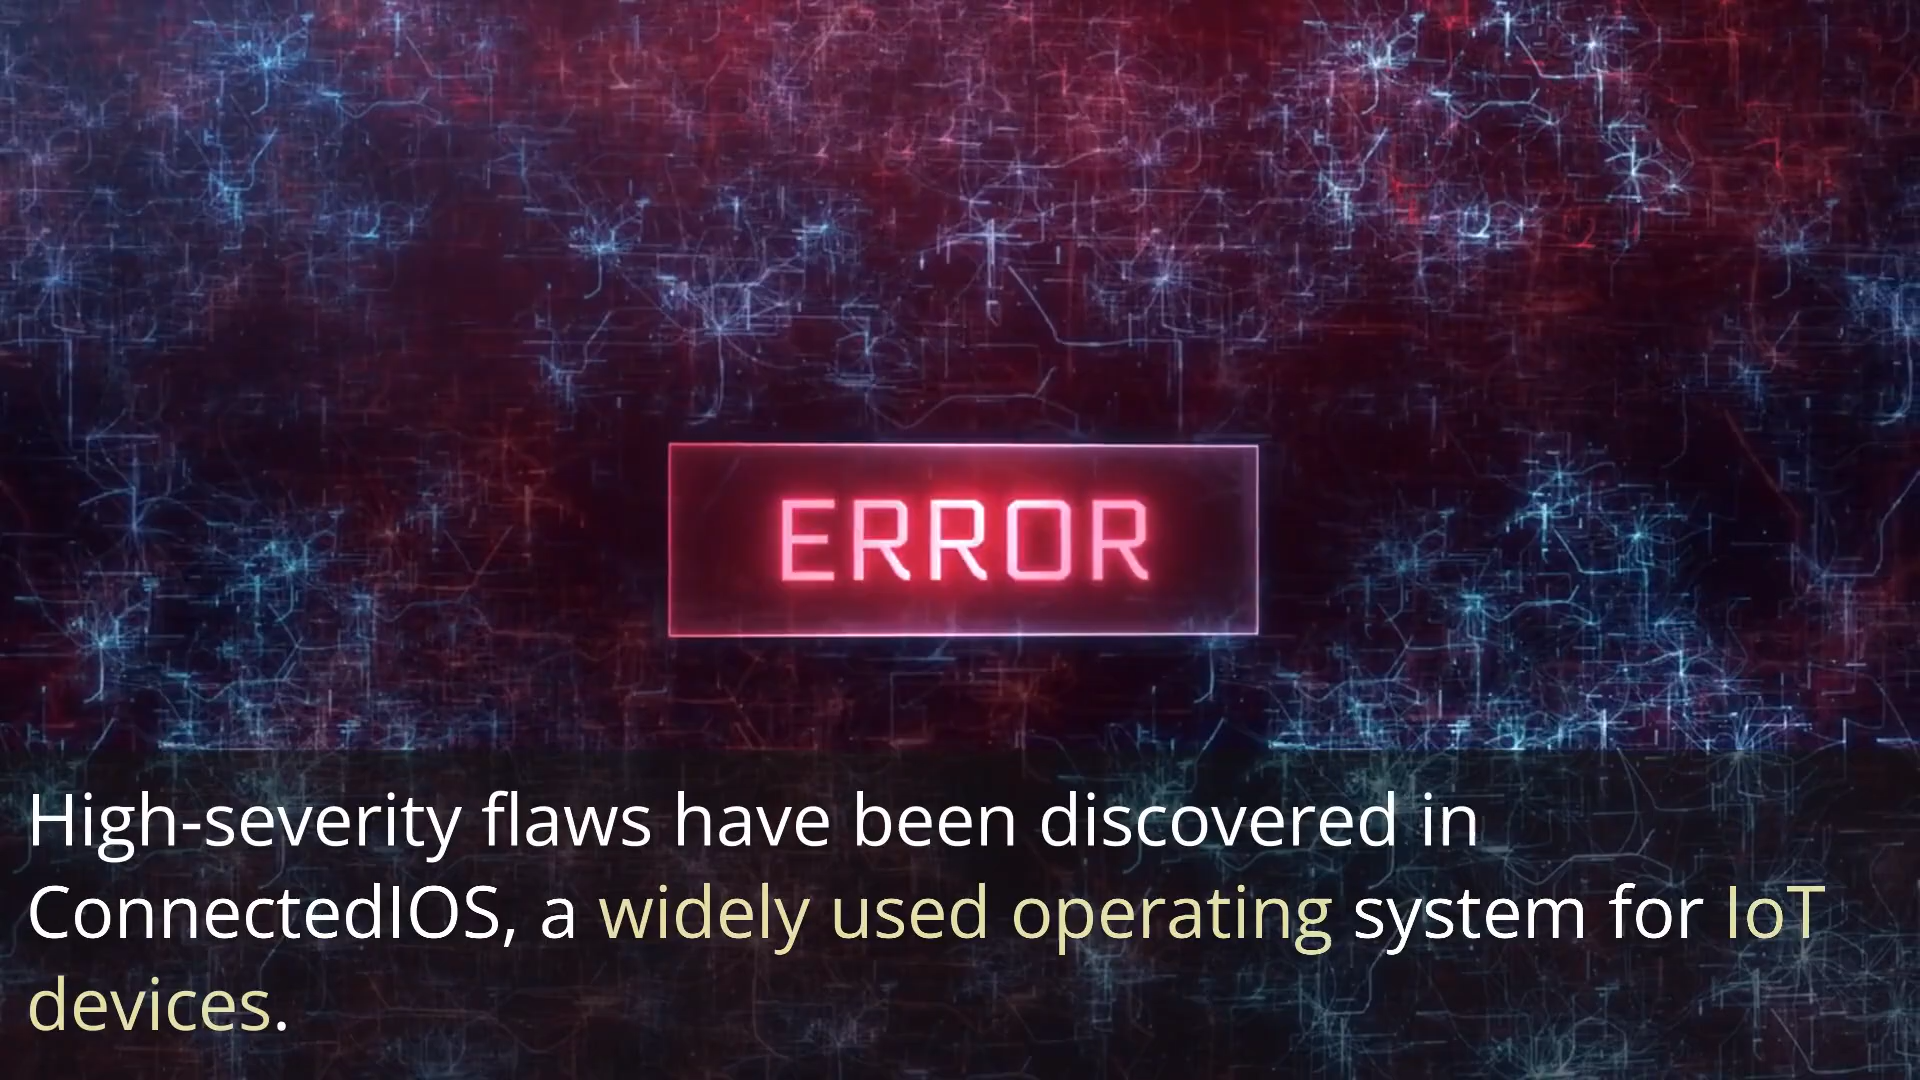 ERROR
High-severity flaws have been discovered in
ConnectedIOS, a widely used operating system for IoT
devices.